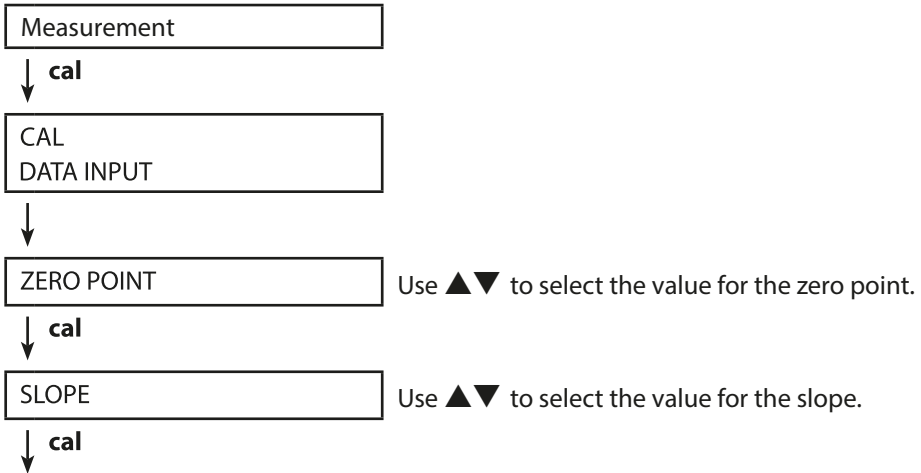 Measurement
cal
CAL
DATA INPUT
ZERO POINT Use ▲▼ to select the value for the zero point.
cal
SLOPE Use ▲▼ to select the value for the slope.
cal